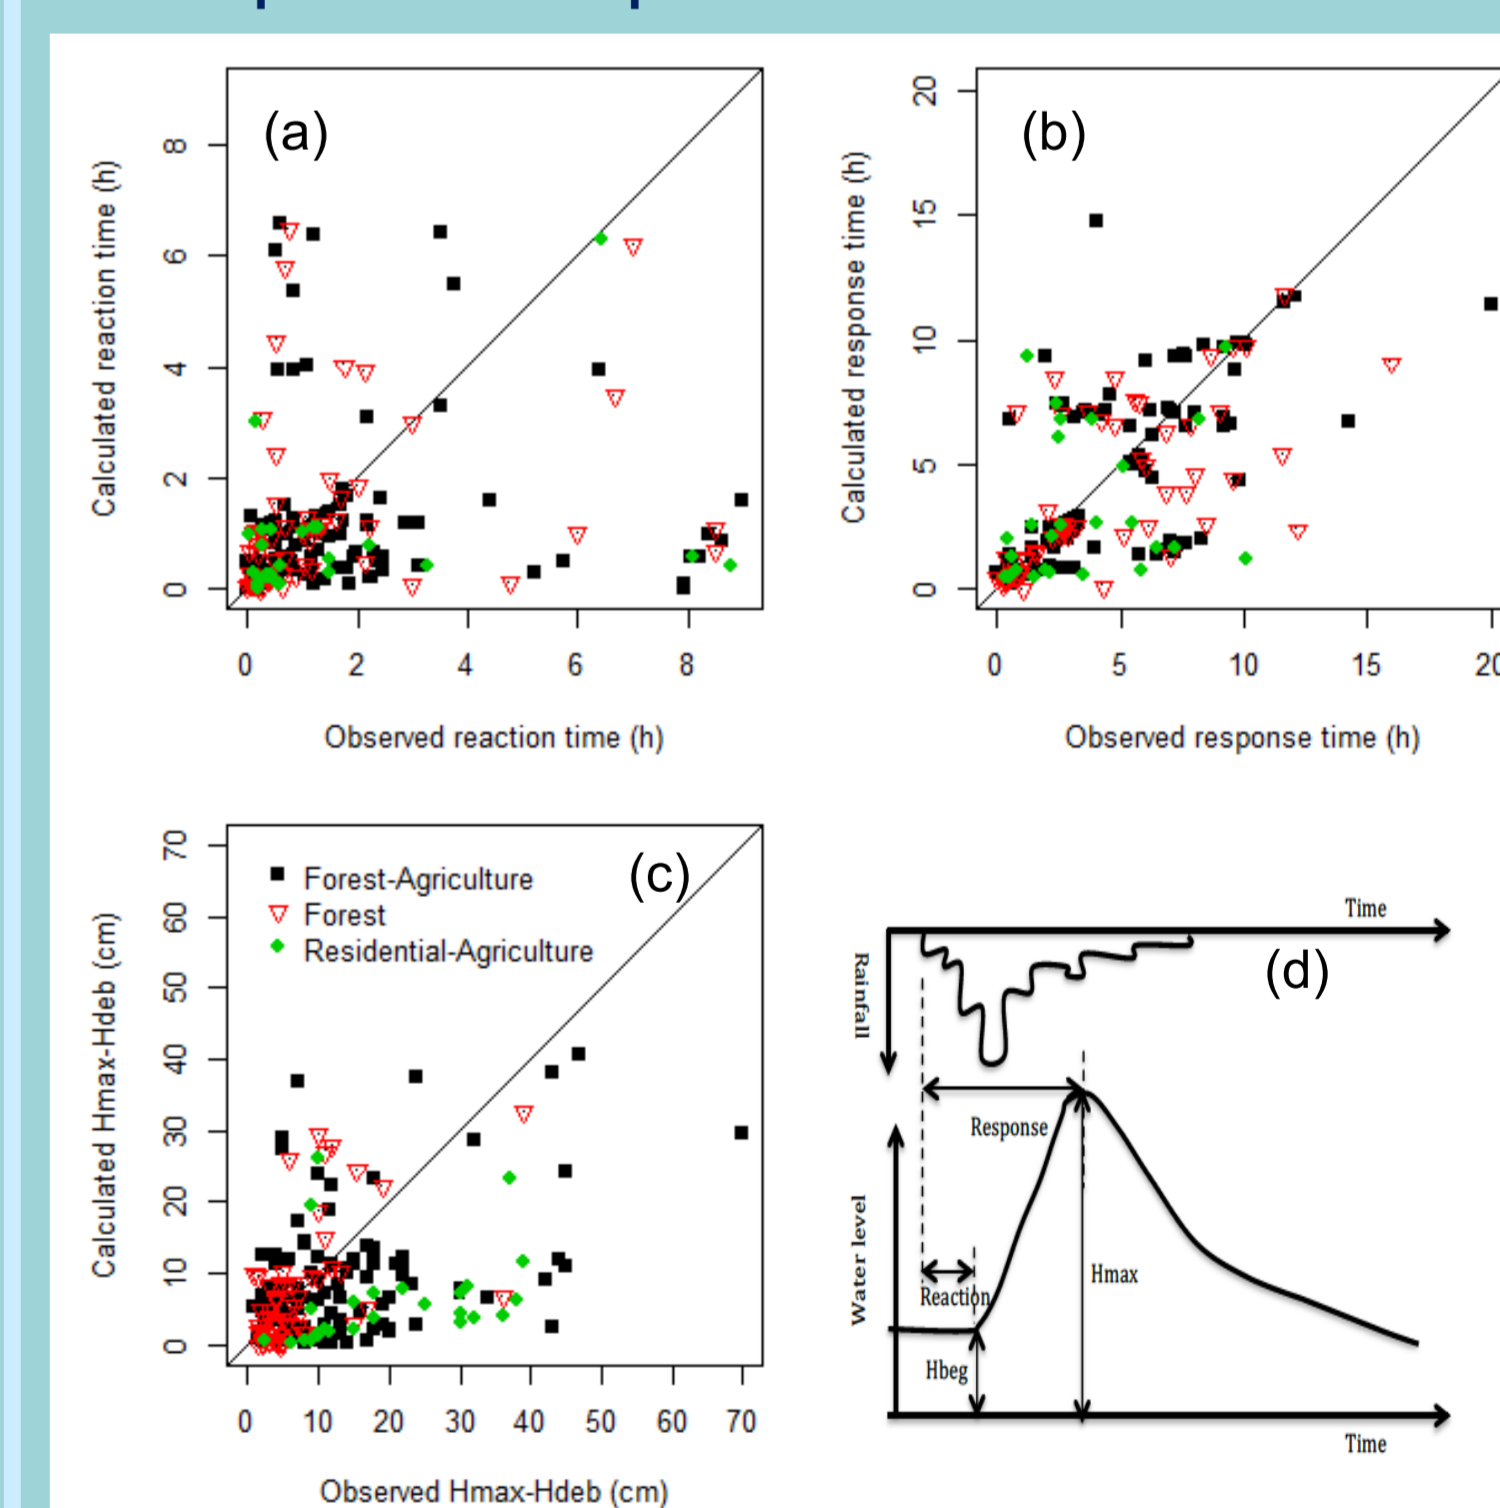 (a)
Calculated reaction time (h)
8
6
4
2
0
0 2 4 6 8
Observed reaction time (h)
(b)
Calculated response time (h)
20
15
10
5
0
0 5 10 15 20
Observed response time (h)
(c)
Forest-Agriculture
Forest
Residential-Agriculture
Calculated Hmax-Hdeb (cm)
70
60
50
40
30
20
10
0
0 10 20 30 40 50 60 70
Observed Hmax-Hdeb (cm)
Time
(d)
Rainfall
Response
Water level
Reaction
Hmax
Hbeg
Time